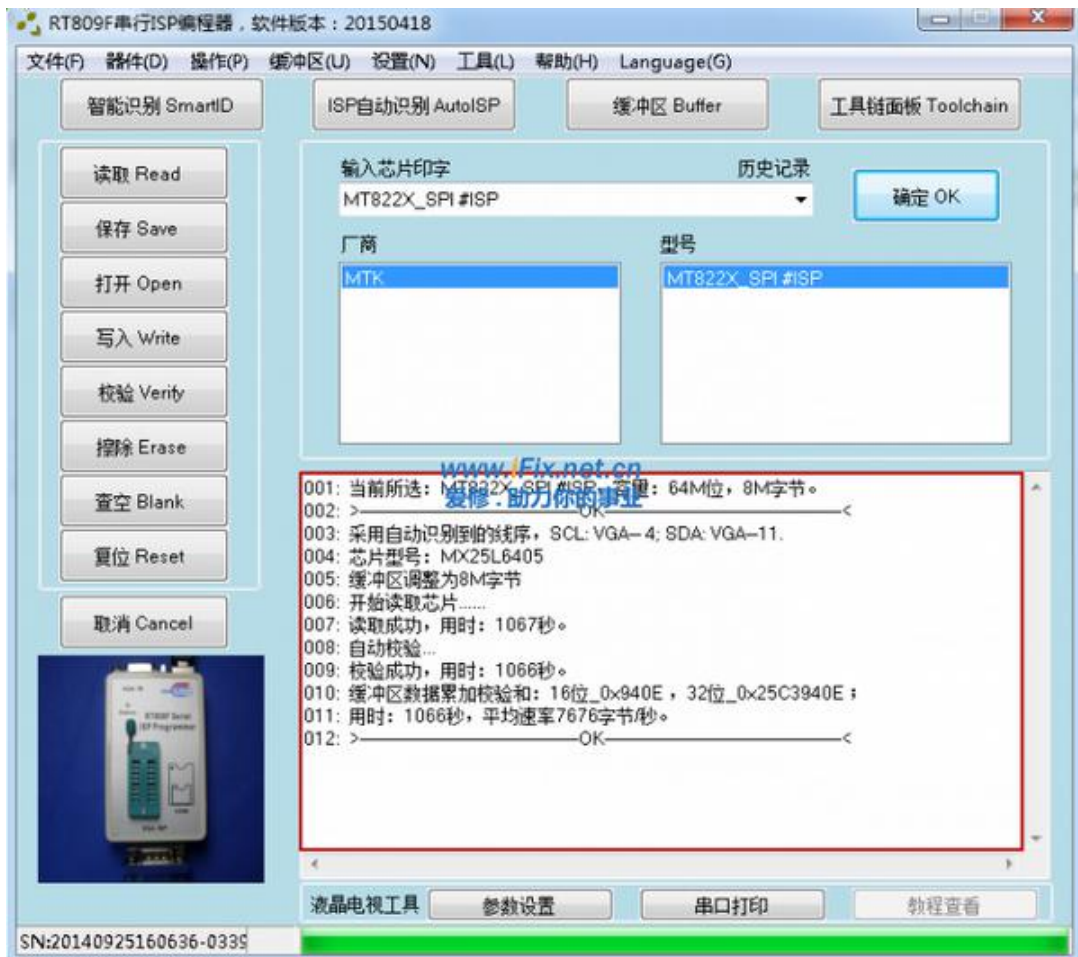 RT809F串行ISP编程器，软件版本：20150418
文件(F) 器件(D) 操作(P) 缓冲区(U) 设置(N) 工具(L) 帮助(H) Language(G)
智能识别 SmartID ISP自动识别 AutoISP 缓冲区 Buffer 工具链面板 Toolchain
读取 Read
保存 Save
打开 Open
写入 Write
校验 Verify
擦除 Erase
查空 Blank
复位 Reset
取消 Cancel
输入芯片印字 历史记录
MT822X_SPI #ISP 确定 OK
厂商 型号
MTK MT822X_SPI #ISP
www.iFix.net.cn
爱修：助力你的事业
001: 当前所选：MT822X_SPI #ISP，容量：64M位，8M字节。
002: >————————OK————————<
003: 采用自动识别到的线序，SCL: VGA—4; SDA: VGA—11.
004: 芯片型号：MX25L6405
005: 缓冲区调整为8M字节
006: 开始读取芯片......
007: 读取成功，用时：1067秒。
008: 自动校验...
009: 校验成功，用时：1066秒。
010: 缓冲区数据累加校验和：16位_0x940E，32位_0x25C3940E；
011: 用时：1066秒，平均速率7676字节/秒。
012: >————————OK————————<
RT809F Serial
ISP Programmer
液晶电视工具 参数设置 串口打印 教程查看
SN:20140925160636-0339